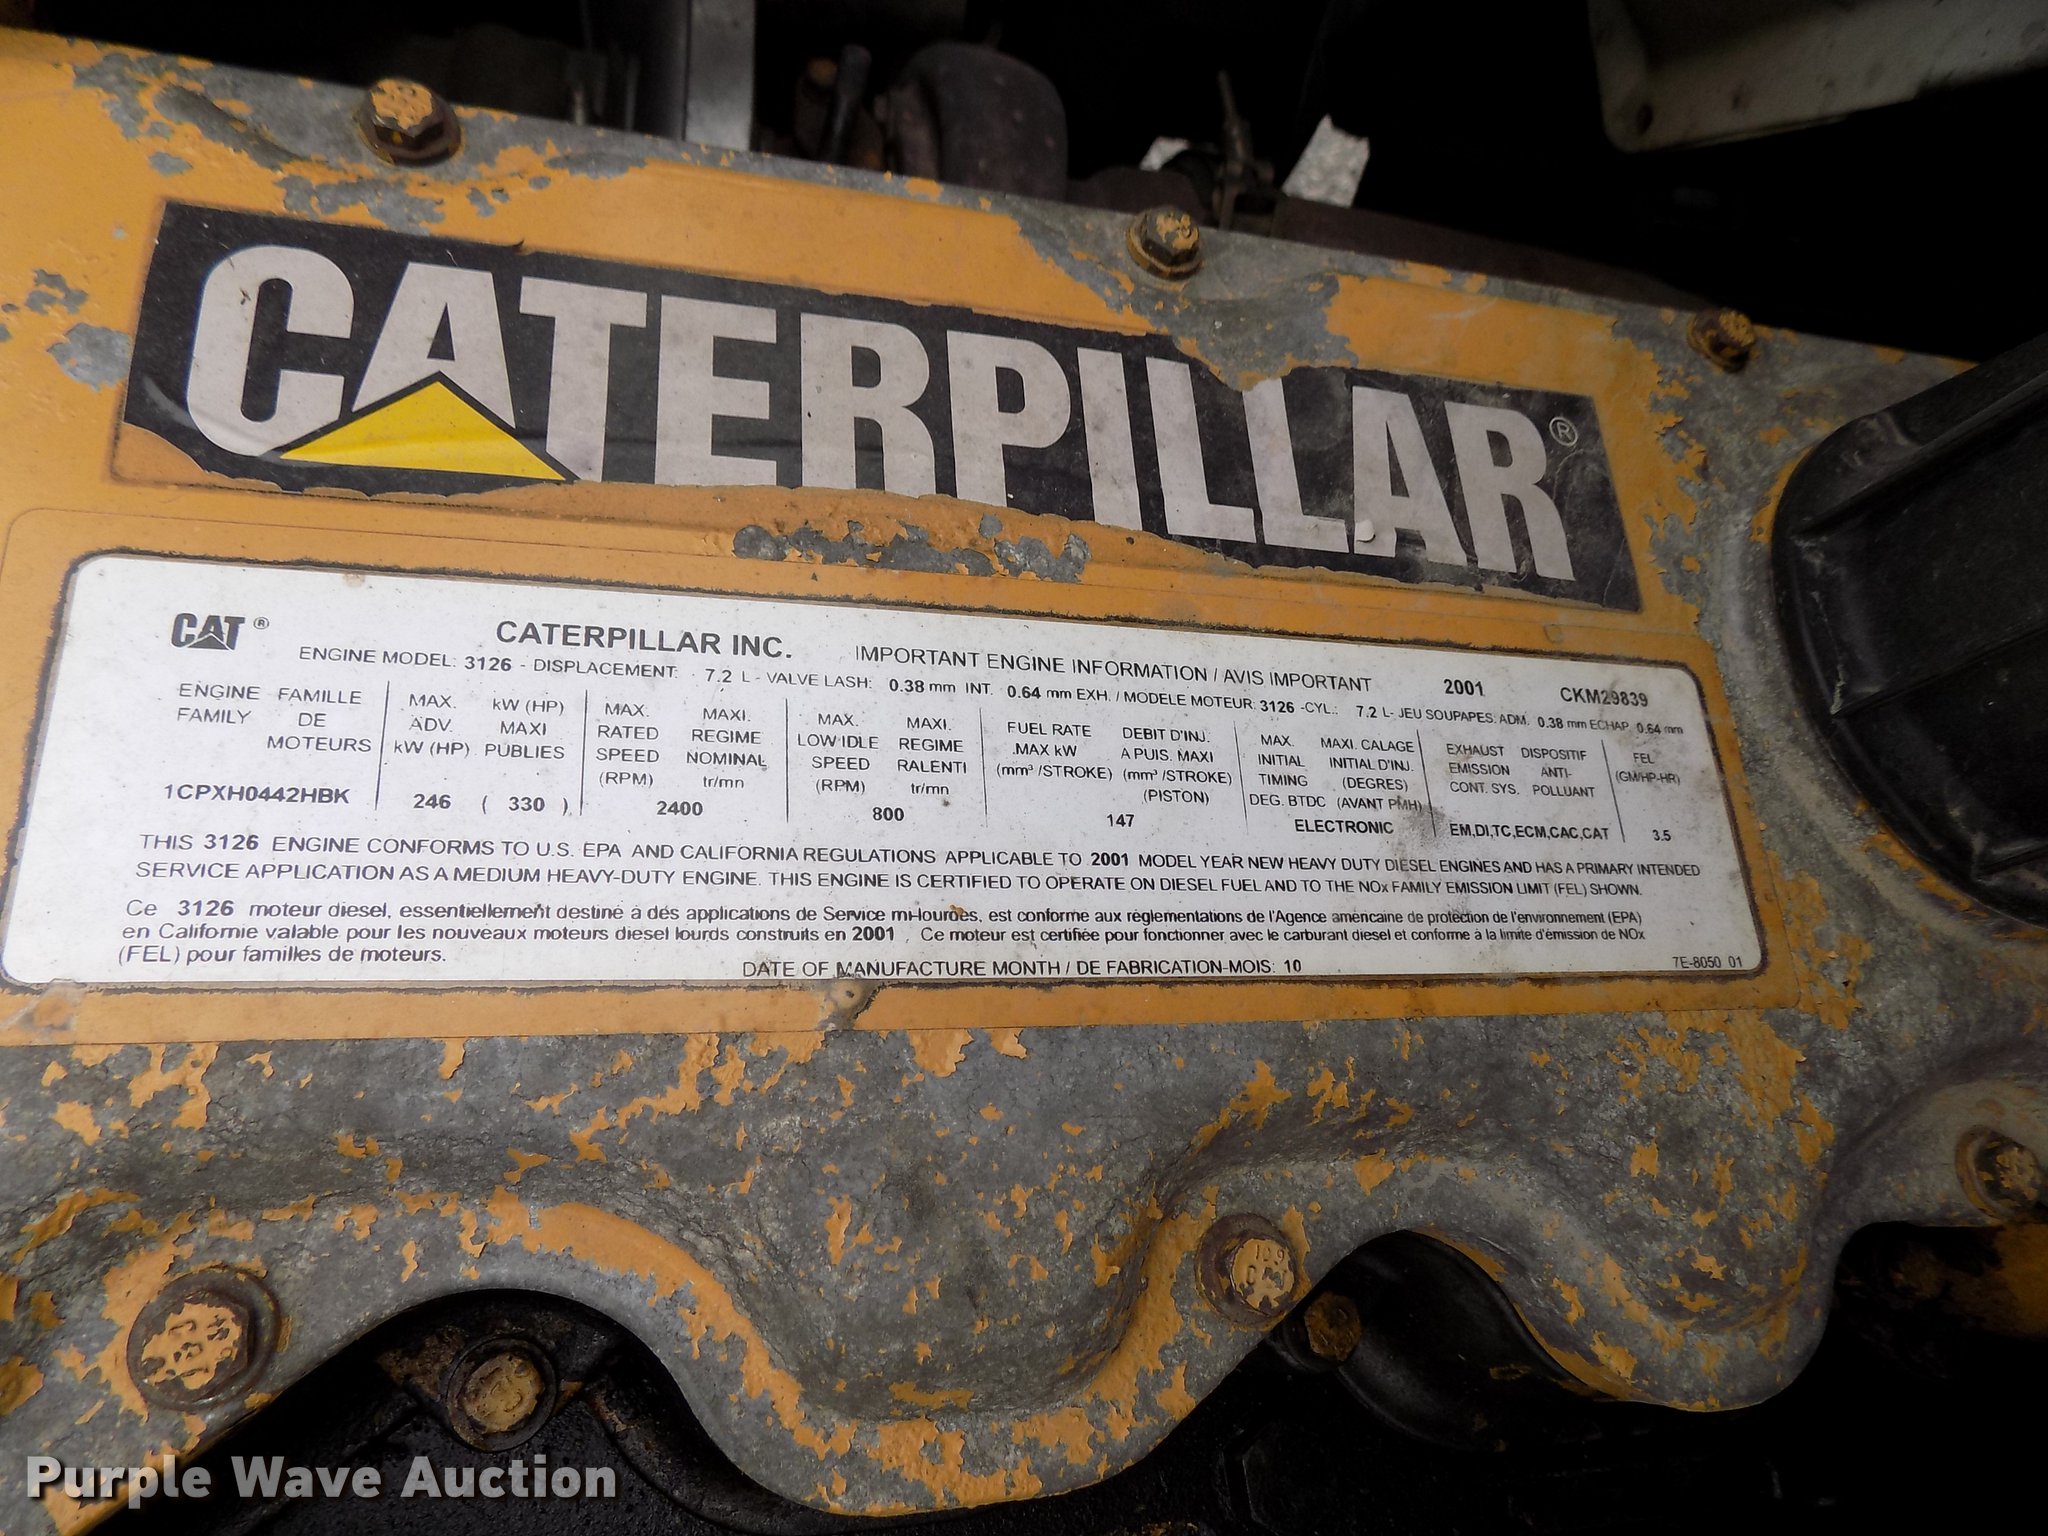 CATERPILLAR®
CAT®
CATERPILLAR INC. IMPORTANT ENGINE INFORMATION / AVIS IMPORTANT 2001 CKM29839
ENGINE MODEL: 3126 - DISPLACEMENT: 7.2 L - VALVE LASH: 0.38 mm INT. 0.64 mm EXH. / MODÈLE MOTEUR: 3126 -CYL.: 7.2 L- JEU SOUPAPES: ADM. 0.38 mm ECHAP. 0.64 mm
ENGINE FAMILLE
FAMILY DE
MOTEURS
1CPXH0442HBK
MAX. kW (HP)
ADV. MAXI
kW (HP) PUBLIÉS
246 ( 330 )
MAX. MAXI.
RATED REGIME
SPEED NOMINAL
(RPM) tr/mn
2400
MAX. MAXI.
LOW IDLE REGIME
SPEED RALENTI
(RPM) tr/mn
800
FUEL RATE DEBIT D'INJ.
MAX kW A PUIS. MAXI
(mm³ /STROKE) (mm³ /STROKE)
(PISTON)
147
MAX. MAXI. CALAGE
INITIAL INITIAL D'INJ.
TIMING (DEGRES)
DEG. BTDC (AVANT PMH)
ELECTRONIC
EXHAUST DISPOSITIF
EMISSION ANTI-
CONT. SYS. POLLUANT
EM,DI,TC,ECM,CAC,CAT
FEL
(GM/HP-HR)
3.5
THIS 3126 ENGINE CONFORMS TO U.S. EPA AND CALIFORNIA REGULATIONS APPLICABLE TO 2001 MODEL YEAR NEW HEAVY DUTY DIESEL ENGINES AND HAS A PRIMARY INTENDED
SERVICE APPLICATION AS A MEDIUM HEAVY-DUTY ENGINE. THIS ENGINE IS CERTIFIED TO OPERATE ON DIESEL FUEL AND TO THE NOx FAMILY EMISSION LIMIT (FEL) SHOWN.
Ce 3126 moteur diesel, essentiellement destiné à des applications de Service mi-lourdes, est conforme aux règlementations de l'Agence américaine de protection de l'environnement (EPA)
en Californie valable pour les nouveaux moteurs diesel lourds construits en 2001 . Ce moteur est certifiée pour fonctionner avec le carburant diesel et conforme à la limite d'émission de NOx
(FEL) pour familles de moteurs.
DATE OF MANUFACTURE MONTH / DE FABRICATION-MOIS: 10
7E-8050 01
Purple Wave Auction